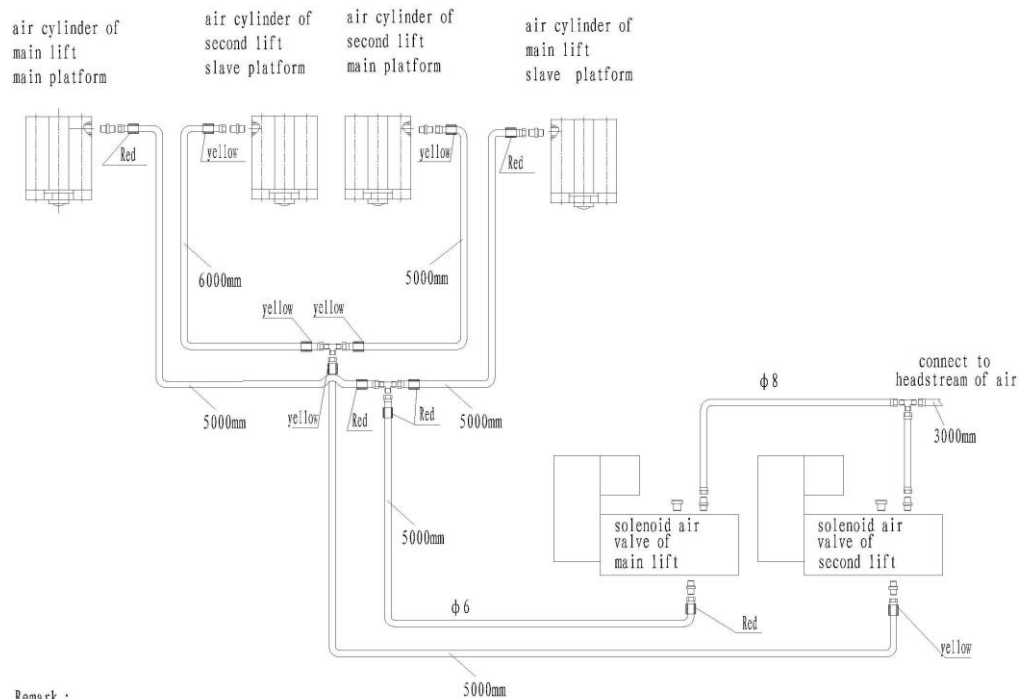 air cylinder of
main lift
main platform
air cylinder of
second lift
slave platform
air cylinder of
second lift
main platform
air cylinder of
main lift
slave platform
Red
yellow
yellow
Red
6000mm
5000mm
yellow
yellow
5000mm
yellow
Red
Red
5000mm
φ8
connect to
headstream of air
3000mm
5000mm
solenoid air
valve of
main lift
solenoid air
valve of
second lift
φ6
Red
yellow
5000mm
Remark :